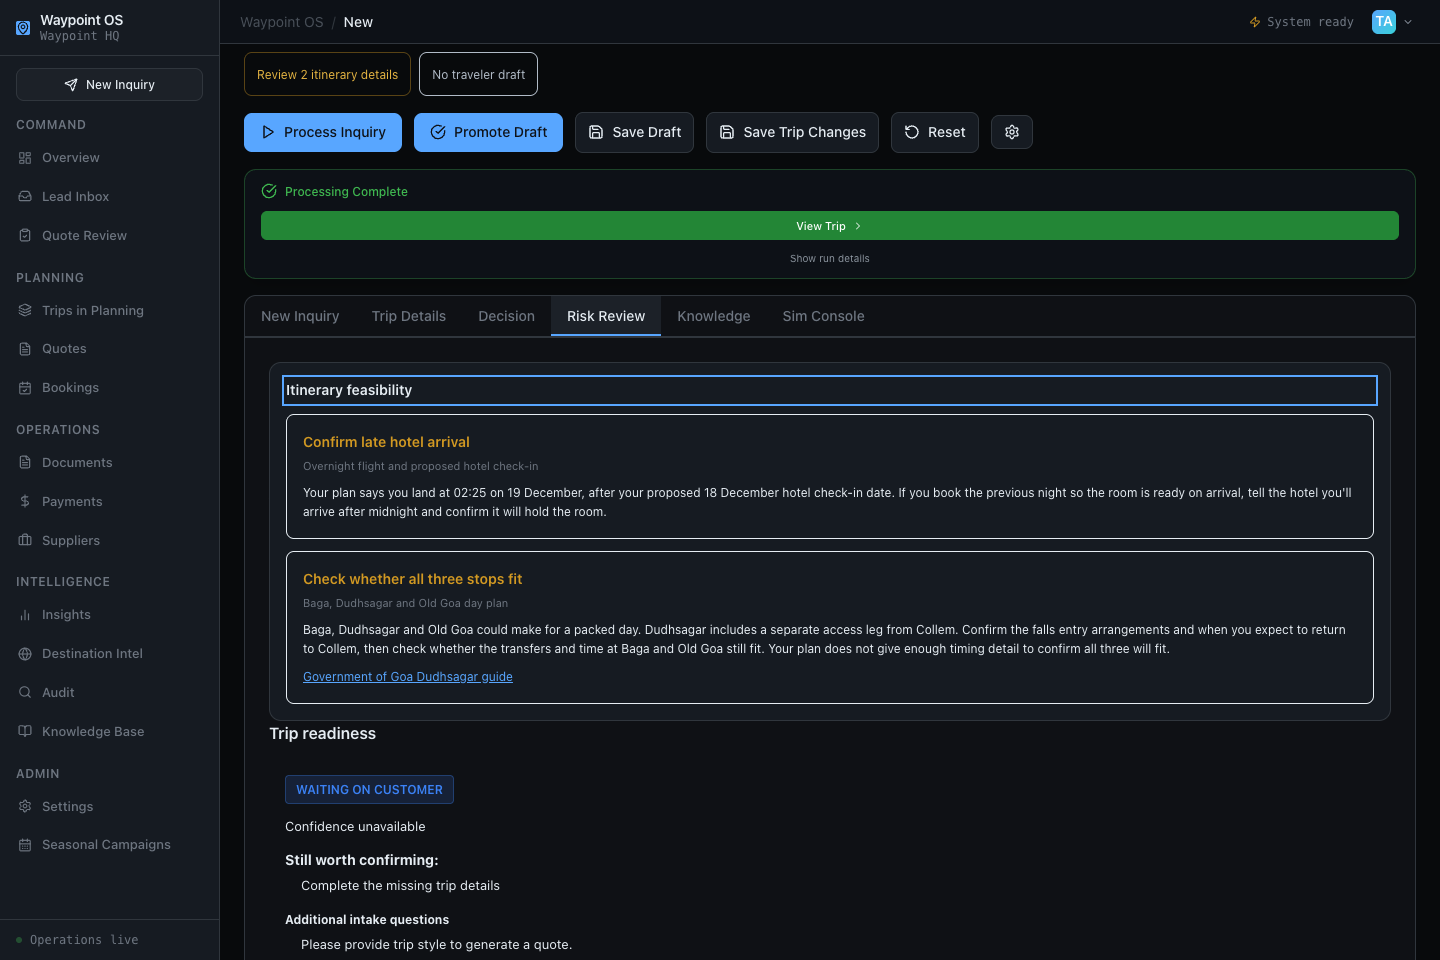 Waypoint OS
Waypoint HQ
New Inquiry
COMMAND
Overview
Lead Inbox
Quote Review
PLANNING
Trips in Planning
Quotes
Bookings
OPERATIONS
Documents
Payments
Suppliers
INTELLIGENCE
Insights
Destination Intel
Audit
Knowledge Base
ADMIN
Settings
Seasonal Campaigns
Operations live
Waypoint OS / New
System ready
TA
Review 2 itinerary details
No traveler draft
Process Inquiry
Promote Draft
Save Draft
Save Trip Changes
Reset
Processing Complete
View Trip
Show run details
New Inquiry
Trip Details
Decision
Risk Review
Knowledge
Sim Console
Itinerary feasibility
Confirm late hotel arrival
Overnight flight and proposed hotel check-in
Your plan says you land at 02:25 on 19 December, after your proposed 18 December hotel check-in date. If you book the previous night so the room is ready on arrival, tell the hotel you'll
arrive after midnight and confirm it will hold the room.
Check whether all three stops fit
Baga, Dudhsagar and Old Goa day plan
Baga, Dudhsagar and Old Goa could make for a packed day. Dudhsagar includes a separate access leg from Collem. Confirm the falls entry arrangements and when you expect to return
to Collem, then check whether the transfers and time at Baga and Old Goa still fit. Your plan does not give enough timing detail to confirm all three will fit.
Government of Goa Dudhsagar guide
Trip readiness
WAITING ON CUSTOMER
Confidence unavailable
Still worth confirming:
Complete the missing trip details
Additional intake questions
Please provide trip style to generate a quote.